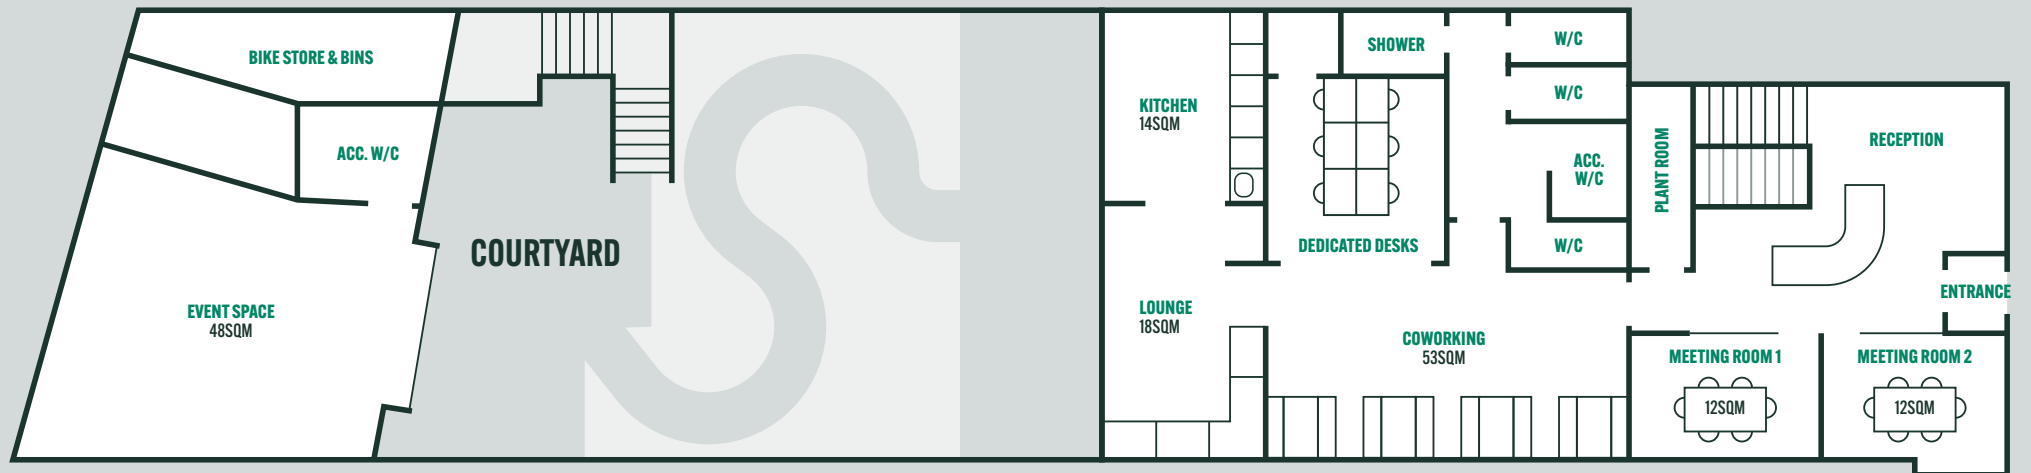 BIKE STORE & BINS
ACC. W/C
EVENT SPACE
48SQM
COURTYARD
KITCHEN
14SQM
LOUNGE
18SQM
SHOWER
DEDICATED DESKS
W/C
W/C
ACC.
W/C
W/C
COWORKING
53SQM
PLANT ROOM
RECEPTION
ENTRANCE
MEETING ROOM 1
12SQM
MEETING ROOM 2
12SQM